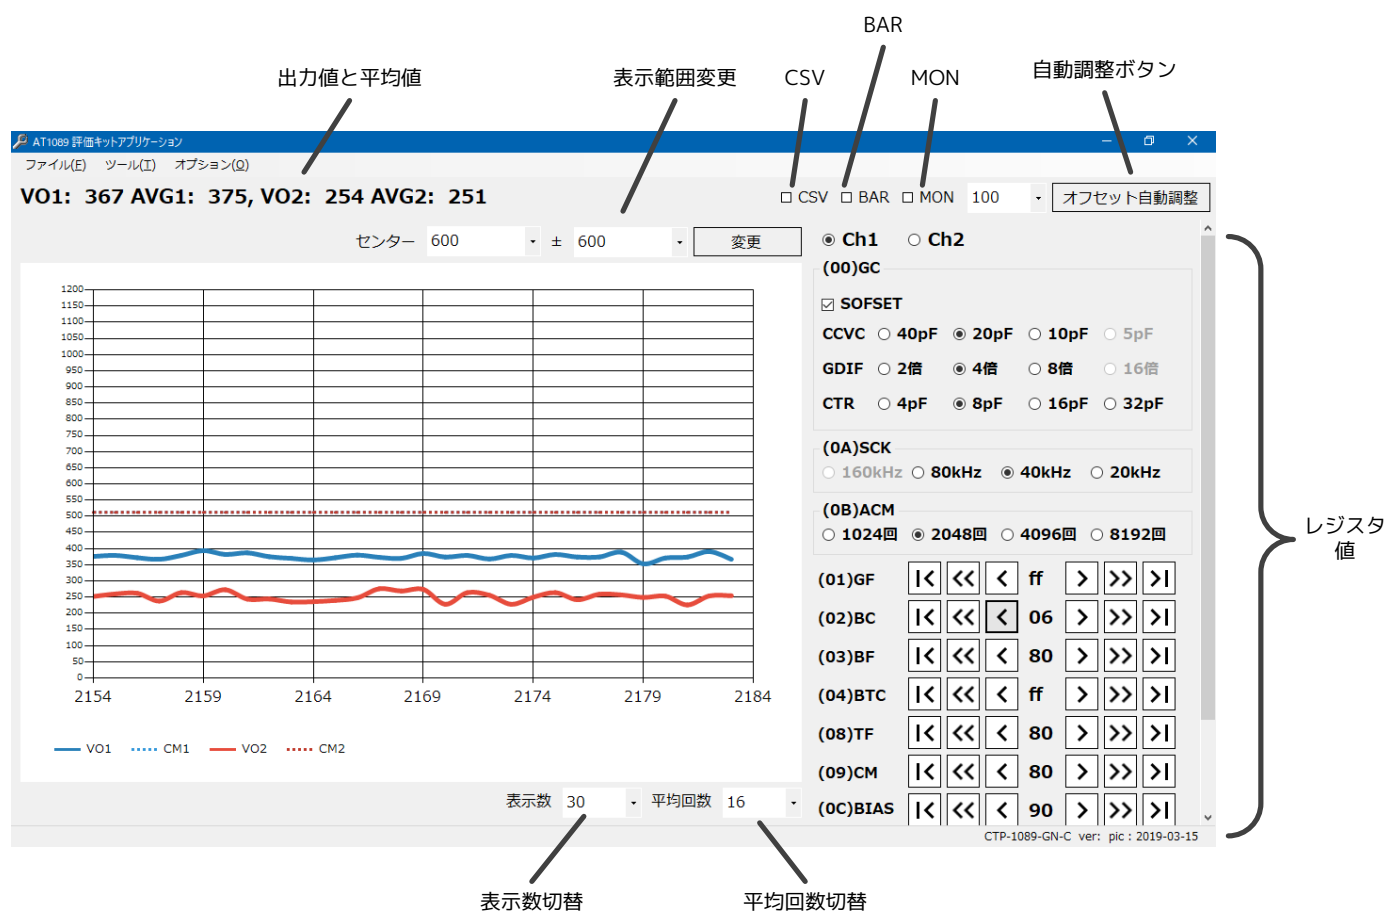 BAR
出力値と平均値
表示範囲変更
CSV
MON
自動調整ボタン
AT1089 評価キットアプリケーション
ファイル(F) ツール(T) オプション(O)
VO1: 367 AVG1: 375, VO2: 254 AVG2: 251
CSV BAR MON 100 オフセット自動調整
センター 600 ± 600 変更
Ch1 Ch2
(00)GC
SOFSET
CCVC 40pF 20pF 10pF 5pF
GDIF 2倍 4倍 8倍 16倍
CTR 4pF 8pF 16pF 32pF
(0A)SCK
160kHz 80kHz 40kHz 20kHz
(0B)ACM
1024回 2048回 4096回 8192回
(01)GF |< << < ff > >> >|
(02)BC |< << < 06 > >> >|
(03)BF |< << < 80 > >> >|
(04)BTC |< << < ff > >> >|
(08)TF |< << < 80 > >> >|
(09)CM |< << < 80 > >> >|
(0C)BIAS |< << < 90 > >> >|
レジスタ
値
1200
1150
1100
1050
1000
950
900
850
800
750
700
650
600
550
500
450
400
350
300
250
200
150
100
50
0
2154 2159 2164 2169 2174 2179 2184
VO1 CM1 VO2 CM2
表示数 30 平均回数 16
CTP-1089-GN-C ver: pic : 2019-03-15
表示数切替
平均回数切替